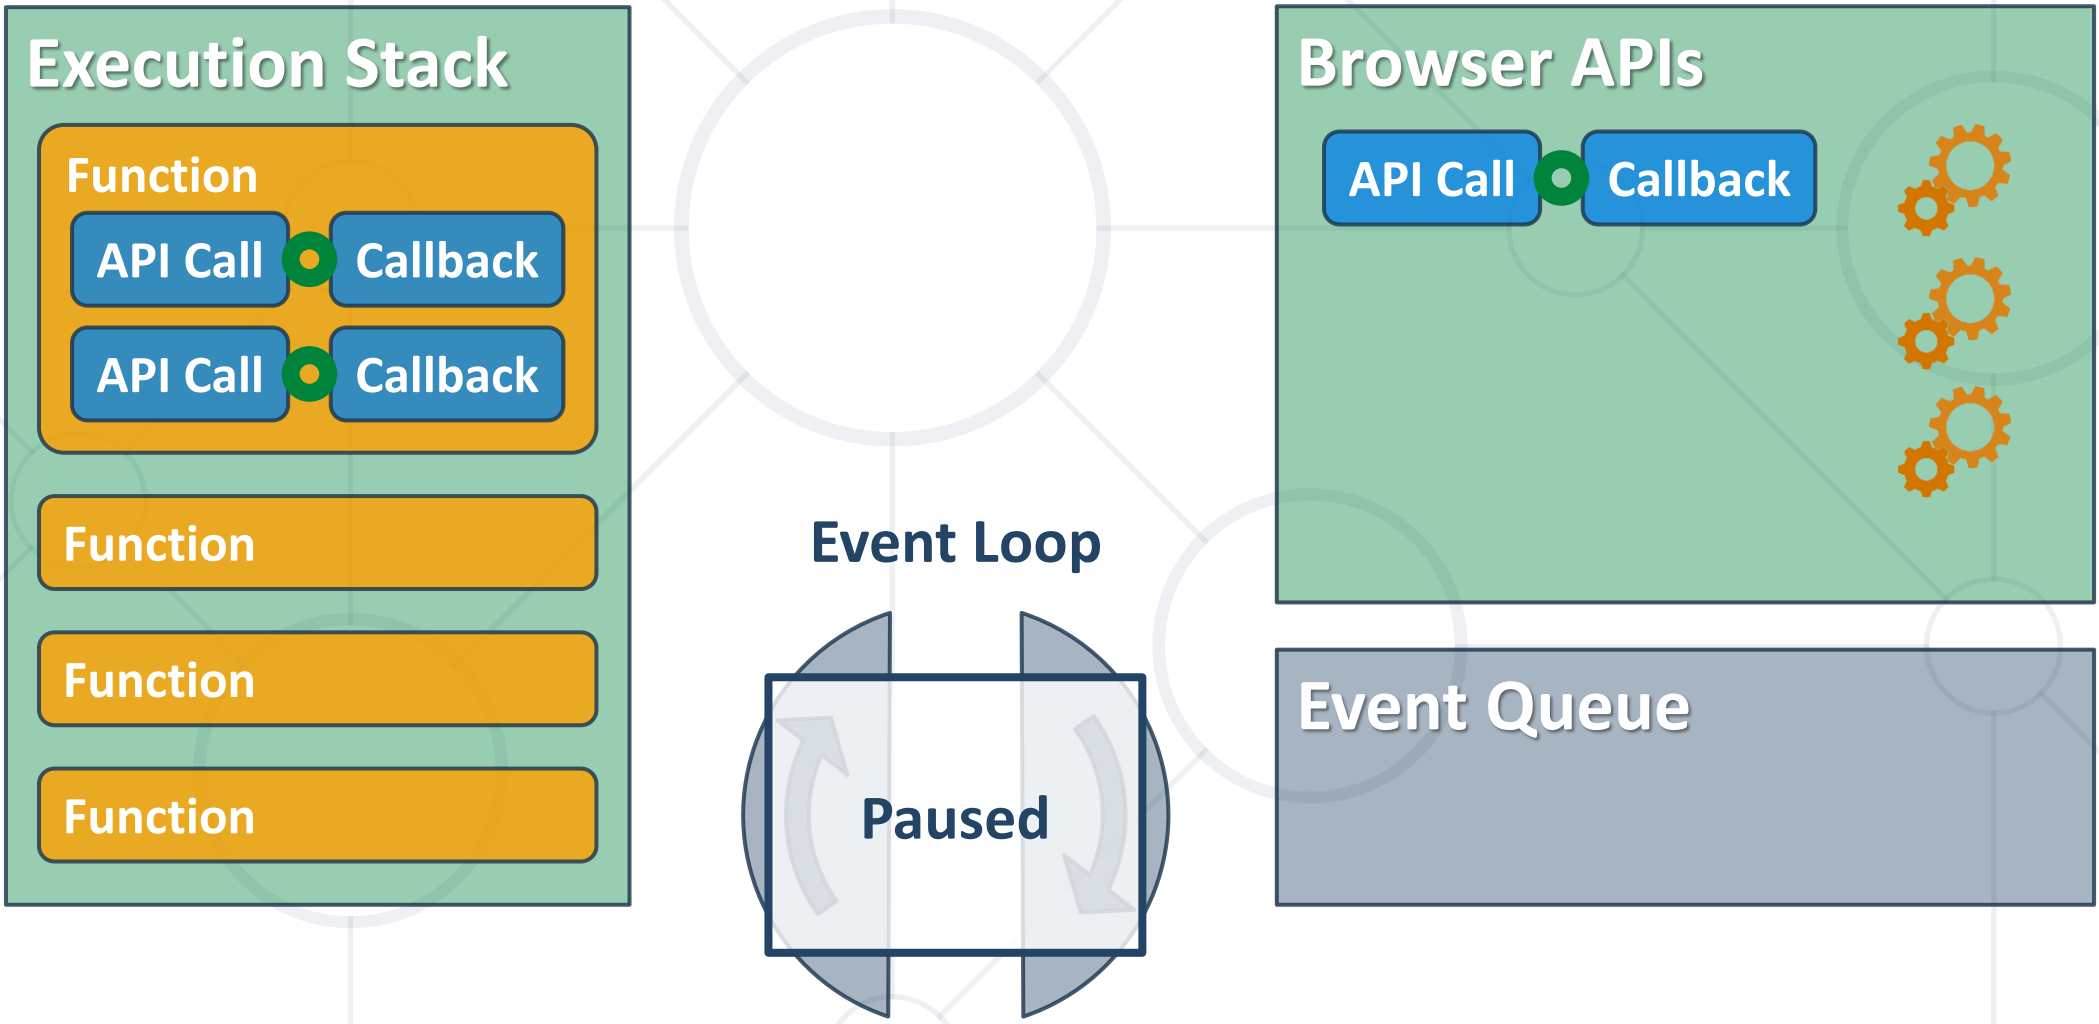 Execution Stack
Function
API Call
Callback
API Call
Callback
Function
Function
Function
Event Loop
Paused
Browser APIs
API Call
Callback
Event Queue